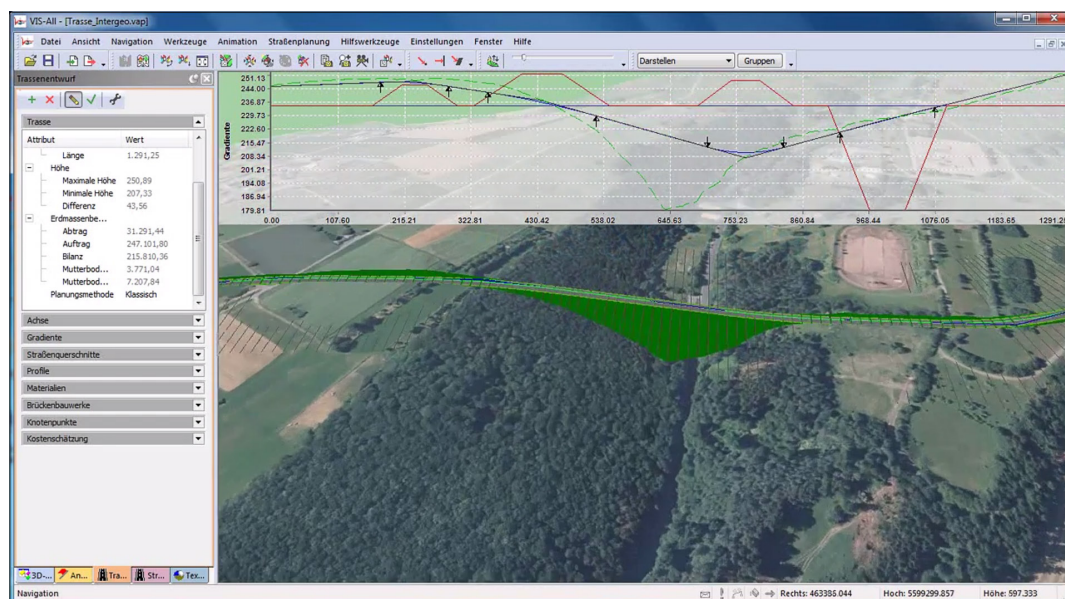 VIS-All - [Trasse_Intergeo.vap]
Datei Ansicht Navigation Werkzeuge Animation Straßenplanung Hilfswerkzeuge Einstellungen Fenster Hilfe
Darstellen Gruppen
Trassenentwurf
Trasse
Attribut Wert
Länge 1.291,25
Höhe
Maximale Höhe 250,89
Minimale Höhe 207,33
Differenz 43,56
Erdmassenbe...
Abtrag 31.291,44
Auftrag 247.101,80
Bilanz 215.810,36
Mutterbod... 3.771,04
Mutterbod... 7.207,84
Planungsmethode Klassisch
Achse
Gradiente
Straßenquerschnitte
Profile
Materialien
Brückenbauwerke
Knotenpunkte
Kostenschätzung
3D-... An... Tra... Str... Tex...
Gradiente
251.13
244.00
236.87
229.73
222.60
215.47
208.34
201.21
194.08
186.94
179.81
0.00 107.60 215.21 322.81 430.42 538.02 645.63 753.23 860.84 968.44 1076.05 1183.65 1291.25
Navigation
Rechts: 463386.044 Hoch: 5599299.857 Höhe: 597.333